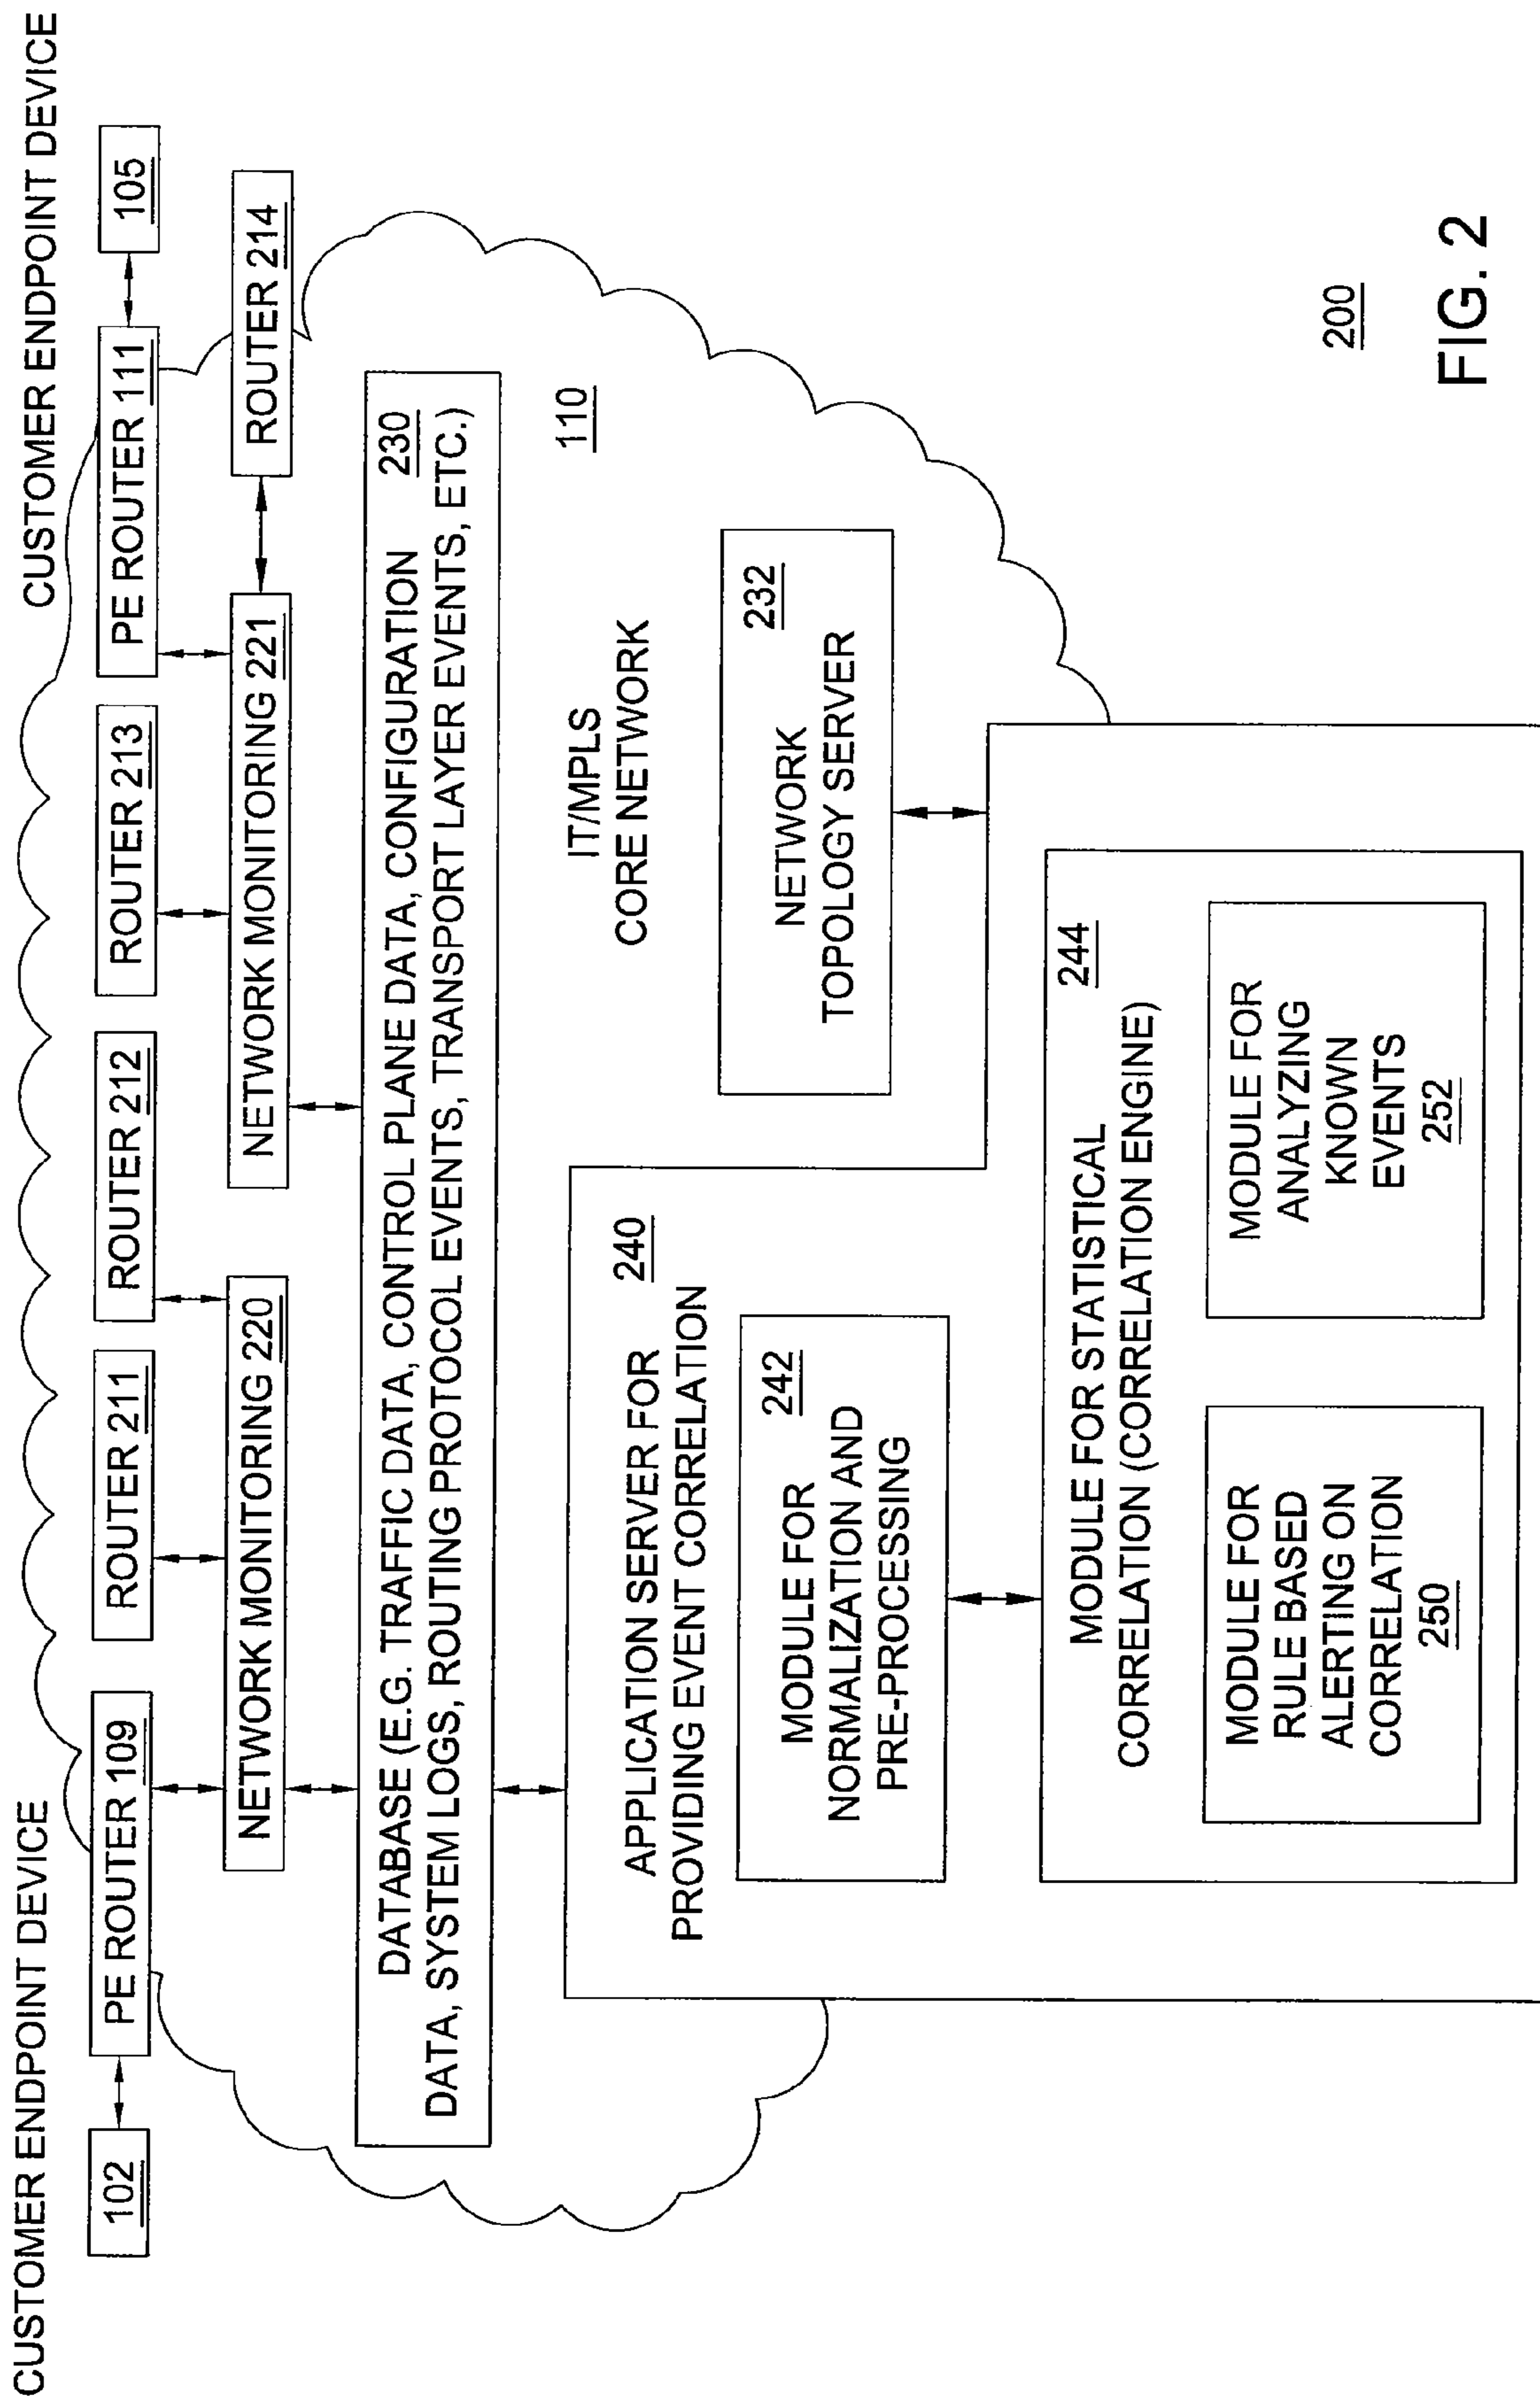 CUSTOMER ENDPOINT DEVICE
CUSTOMER ENDPOINT DEVICE
102
PE ROUTER 109
ROUTER 211
ROUTER 212
ROUTER 213
PE ROUTER 111
105
NETWORK MONITORING 220
NETWORK MONITORING 221
ROUTER 214
DATABASE (E.G. TRAFFIC DATA, CONTROL PLANE DATA, CONFIGURATION 230
DATA, SYSTEM LOGS, ROUTING PROTOCOL EVENTS, TRANSPORT LAYER EVENTS, ETC.)
IT/MPLS
CORE NETWORK
110
APPLICATION SERVER FOR
PROVIDING EVENT CORRELATION
240
NETWORK
TOPOLOGY SERVER
232
MODULE FOR
NORMALIZATION AND
PRE-PROCESSING
242
MODULE FOR STATISTICAL
CORRELATION (CORRELATION ENGINE)
244
MODULE FOR
RULE BASED
ALERTING ON
CORRELATION
250
MODULE FOR
ANALYZING
KNOWN
EVENTS
252
200
FIG. 2